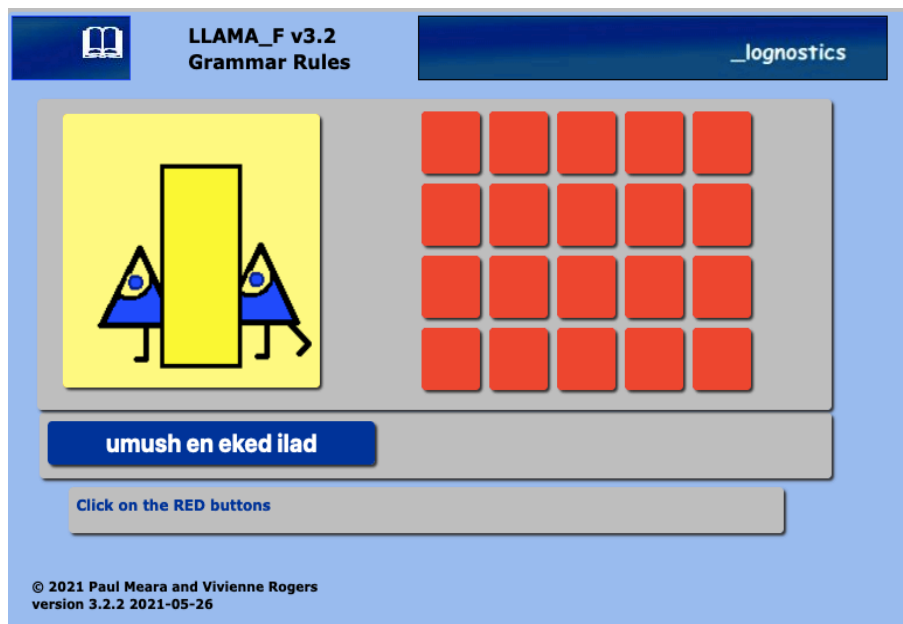 LLAMA_F v3.2
Grammar Rules
_lognostics
umush en eked ilad
Click on the RED buttons
© 2021 Paul Meara and Vivienne Rogers
version 3.2.2 2021-05-26